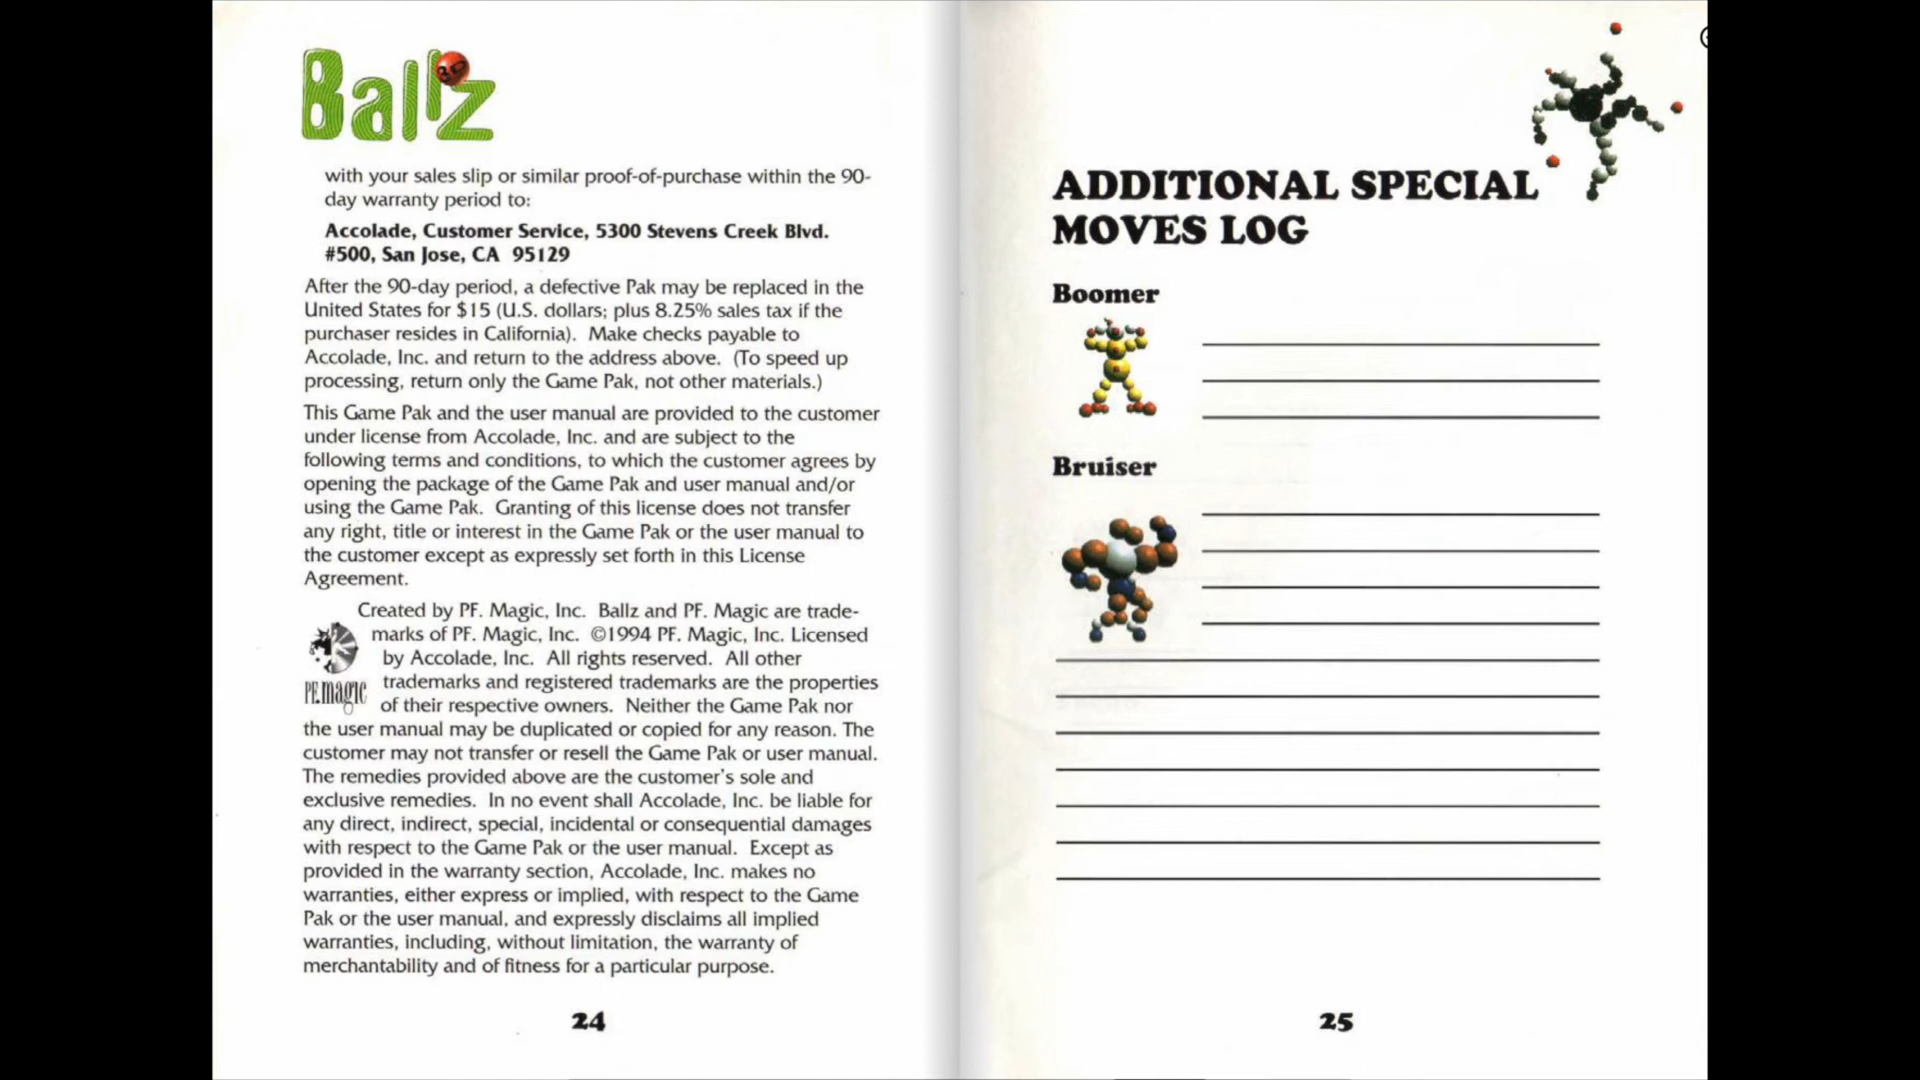 Ballz
3D
with your sales slip or similar proof-of-purchase within the 90-
day warranty period to:
Accolade, Customer Service, 5300 Stevens Creek Blvd.
#500, San Jose, CA 95129
After the 90-day period, a defective Pak may be replaced in the
United States for $15 (U.S. dollars; plus 8.25% sales tax if the
purchaser resides in California). Make checks payable to
Accolade, Inc. and return to the address above. (To speed up
processing, return only the Game Pak, not other materials.)
This Game Pak and the user manual are provided to the customer
under license from Accolade, Inc. and are subject to the
following terms and conditions, to which the customer agrees by
opening the package of the Game Pak and user manual and/or
using the Game Pak. Granting of this license does not transfer
any right, title or interest in the Game Pak or the user manual to
the customer except as expressly set forth in this License
Agreement.
Created by PF. Magic, Inc. Ballz and PF. Magic are trade-
marks of PF. Magic, Inc. ©1994 PF. Magic, Inc. Licensed
by Accolade, Inc. All rights reserved. All other
trademarks and registered trademarks are the properties
of their respective owners. Neither the Game Pak nor
the user manual may be duplicated or copied for any reason. The
customer may not transfer or resell the Game Pak or user manual.
The remedies provided above are the customer's sole and
exclusive remedies. In no event shall Accolade, Inc. be liable for
any direct, indirect, special, incidental or consequential damages
with respect to the Game Pak or the user manual. Except as
provided in the warranty section, Accolade, Inc. makes no
warranties, either express or implied, with respect to the Game
Pak or the user manual, and expressly disclaims all implied
warranties, including, without limitation, the warranty of
merchantability and of fitness for a particular purpose.
PF.magic
24
ADDITIONAL SPECIAL
MOVES LOG
Boomer
Bruiser
25